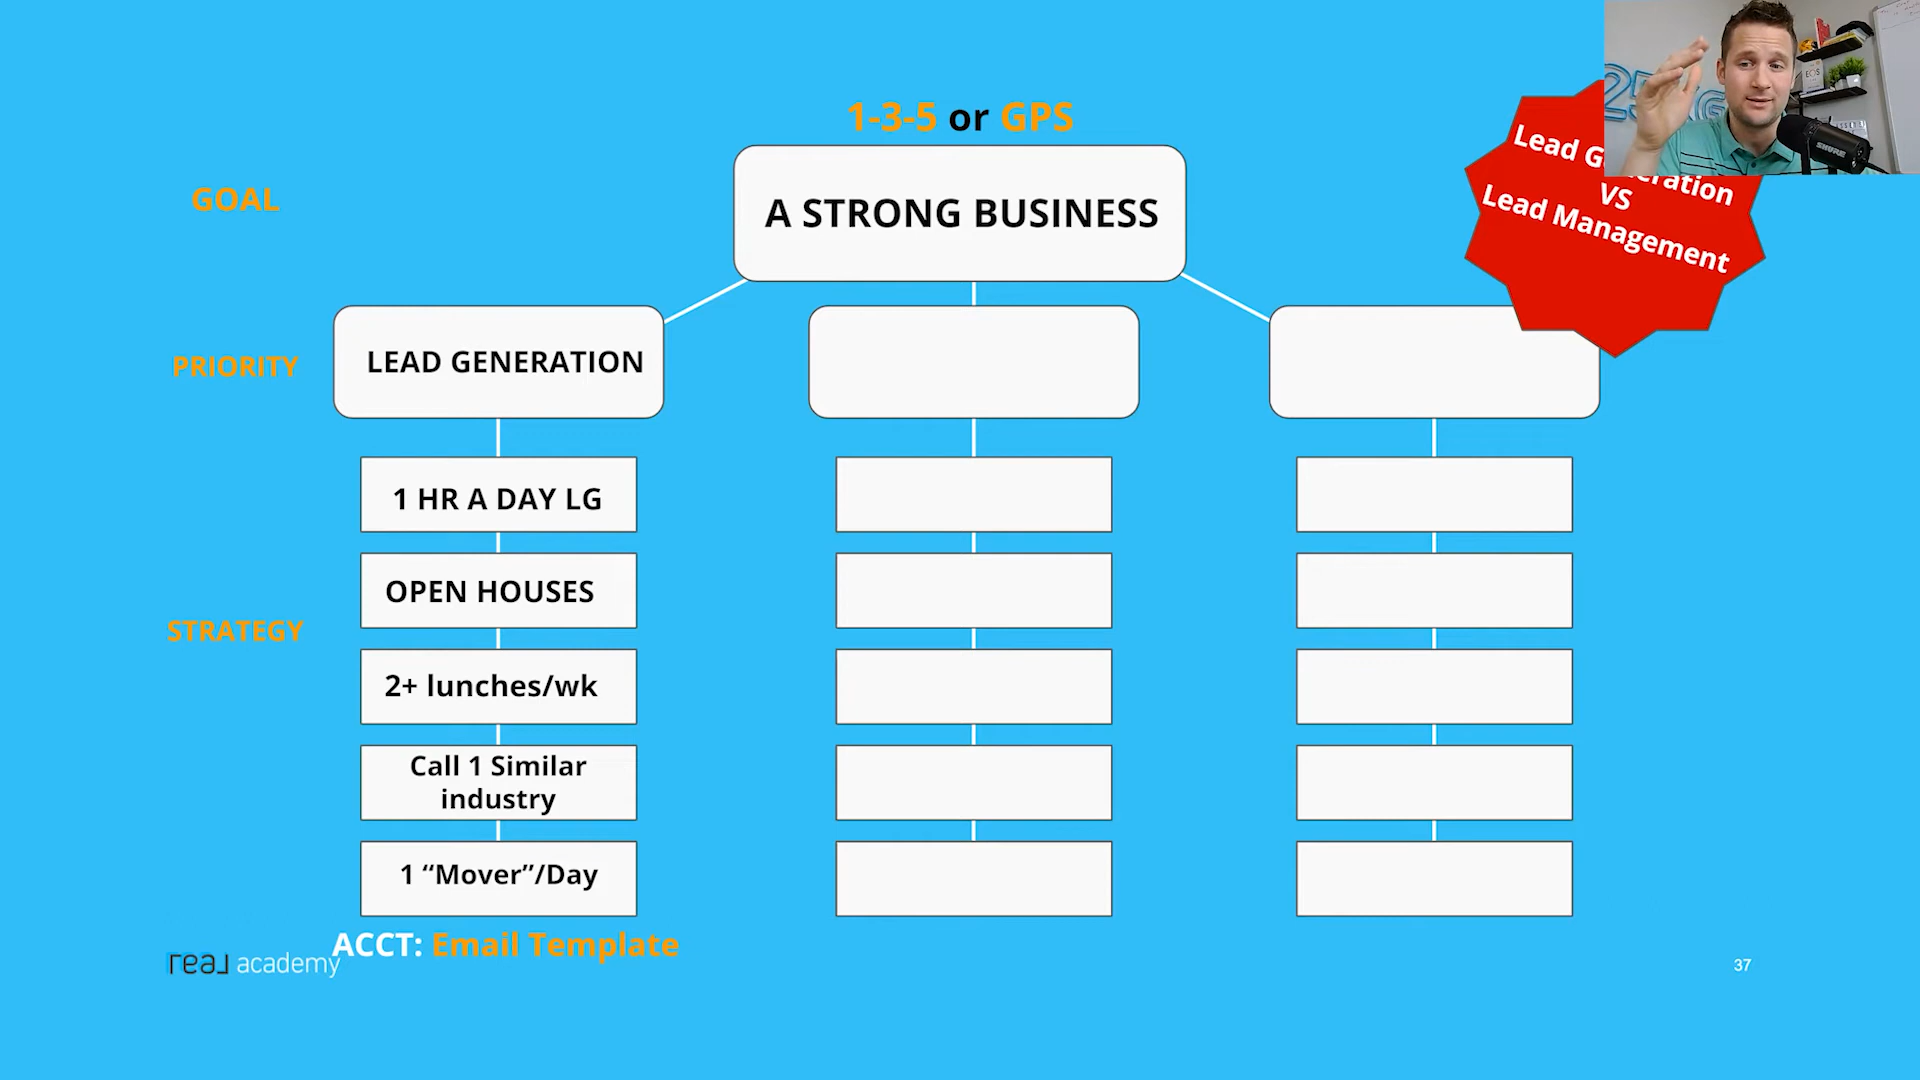 1-3-5 or GPS
GOAL
A STRONG BUSINESS
Lead G ration
VS
Lead Management
PRIORITY
LEAD GENERATION
STRATEGY
1 HR A DAY LG
OPEN HOUSES
2+ lunches/wk
Call 1 Similar
industry
1 “Mover”/Day
ACCT: Email Template
real academy
37
EOS
SHURE